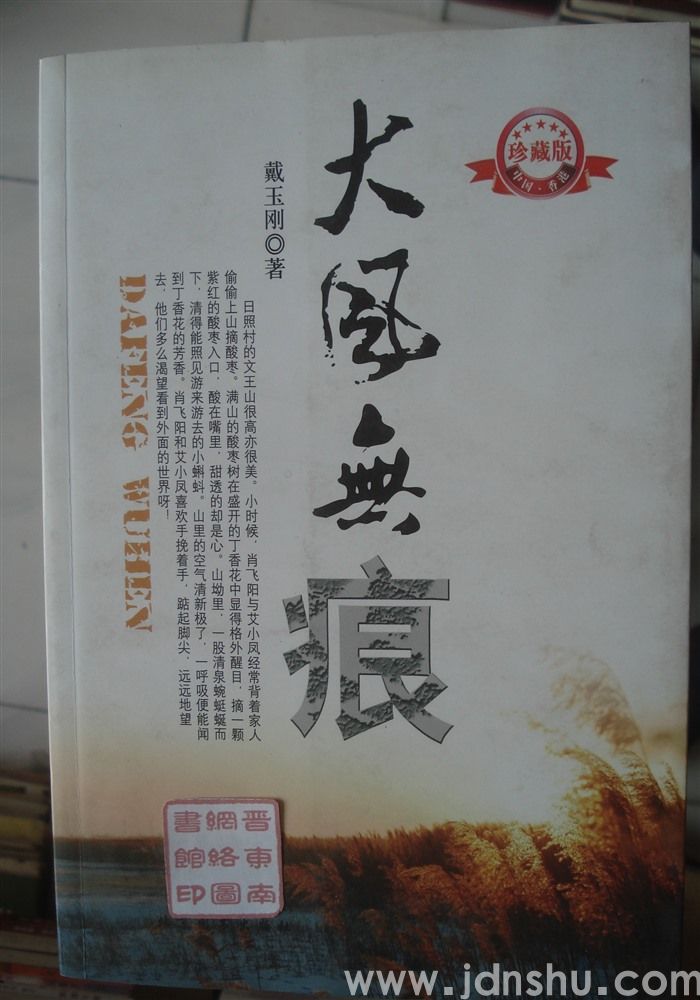 大風無痕
珍藏版
中国·香港
戴玉刚◎著
日照村的文王山很高亦很美。小时候，肖飞阳与艾小凤经常背着家人
偷偷上山摘酸枣。满山的酸枣树在盛开的丁香花中显得格外醒目，摘一颗
紫红的酸枣入口，酸在嘴里，甜透的却是心。山坳里，一股清泉蜿蜒而
下，清得能照见游来游去的小蝌蚪。山里的空气清新极了，一呼吸便能闻
到丁香花的芳香。肖飞阳和艾小凤喜欢手挽着手，踮起脚尖，远远地望
去，他们多么渴望看到外面的世界呀！
DAFENG WUHEN
晋東南
網絡圖
書館印
www.jdnshu.com